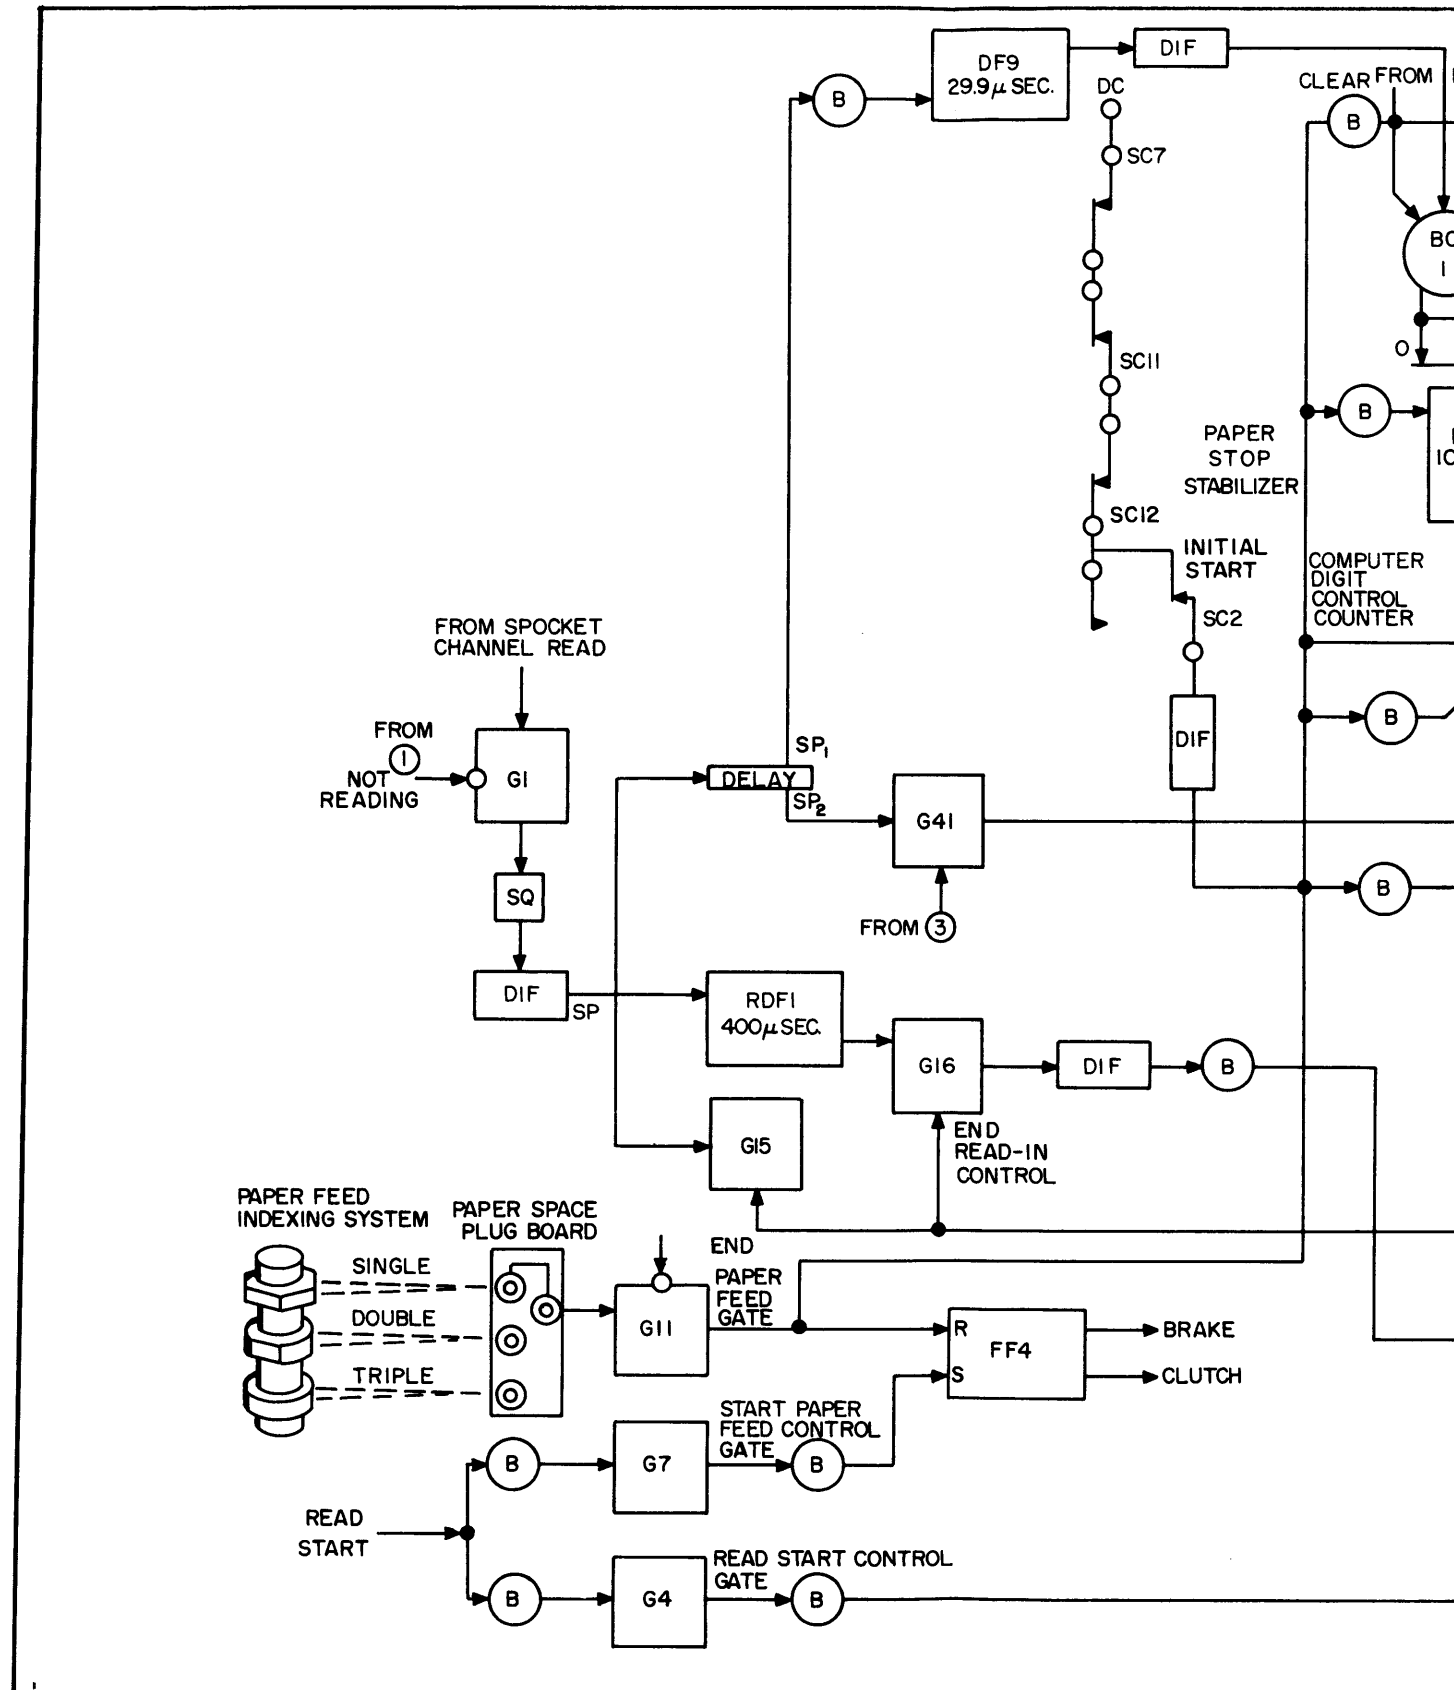 DF9
29.9μ SEC.
DIF
B
DC
SC7
CLEAR
FROM
B
1
O
SC11
B
PAPER
STOP
STABILIZER
SC12
INITIAL
START
COMPUTER
DIGIT
CONTROL
COUNTER
SC2
FROM SPOCKET
CHANNEL READ
FROM
1
NOT
READING
G1
B
DIF
SP1
DELAY
SP2
G41
SQ
B
FROM 3
DIF
SP
RDF1
400μ SEC.
G16
DIF
B
G15
END
READ-IN
CONTROL
PAPER FEED
INDEXING SYSTEM
PAPER SPACE
PLUG BOARD
END
PAPER
FEED
GATE
SINGLE
DOUBLE
TRIPLE
G11
R
S
FF4
BRAKE
CLUTCH
START PAPER
FEED CONTROL
GATE
B
G7
B
READ
START
READ START CONTROL
GATE
B
G4
B